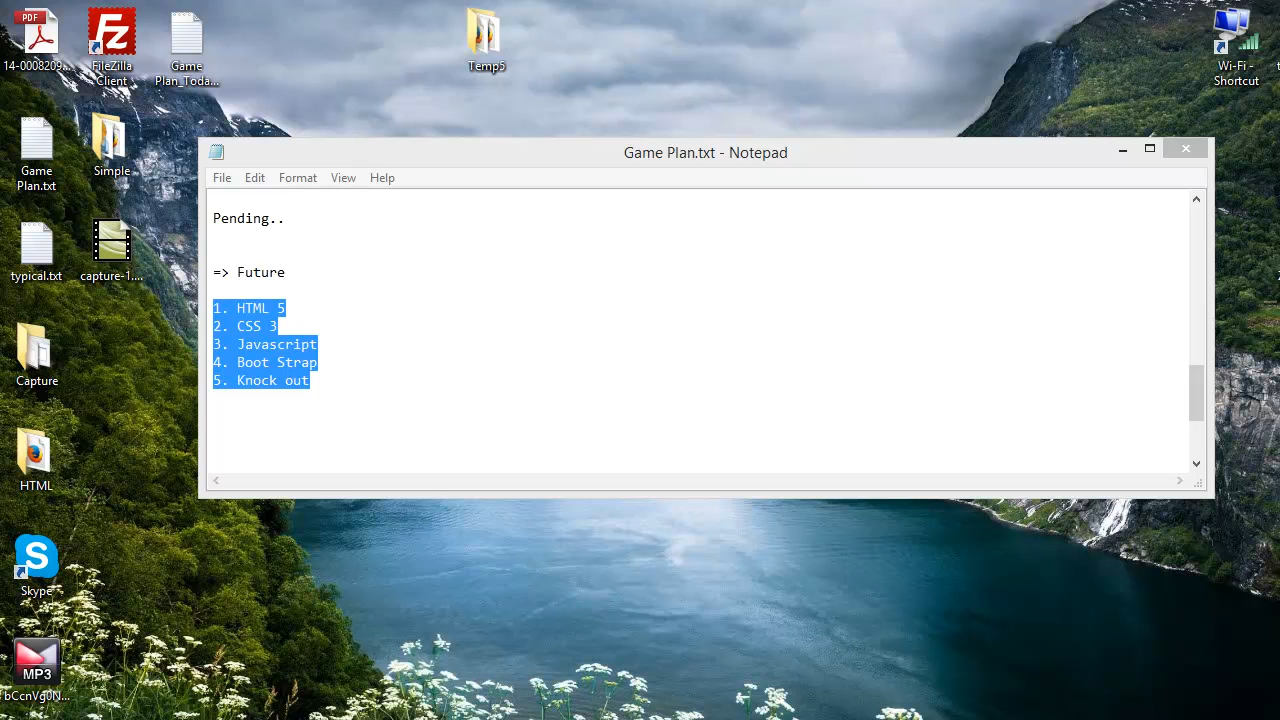 14-0008209...
FileZilla Client
Game Plan_Toda...
Temp5
Wi-Fi - Shortcut
Game Plan.txt
Simple
typical.txt
capture-1....
Capture
HTML
Skype
MP3
bCcnVg0N...
PDF
Game Plan.txt - Notepad
File Edit Format View Help
Pending..
=> Future
1. HTML 5
2. CSS 3
3. Javascript
4. Boot Strap
5. Knock out